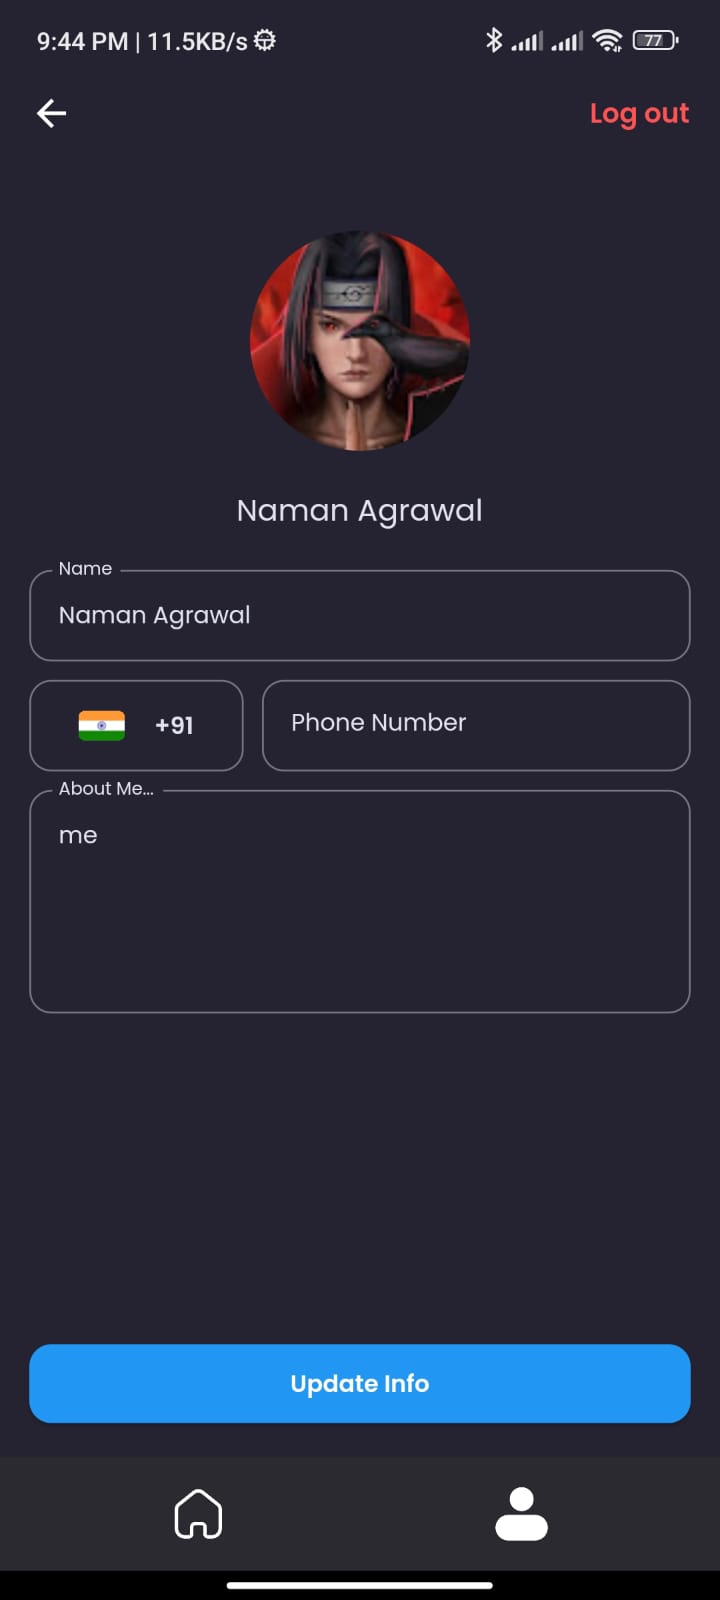 9:44 PM | 11.5KB/s
77
Log out
Naman Agrawal
Name
Naman Agrawal
+91
Phone Number
About Me...
me
Update Info